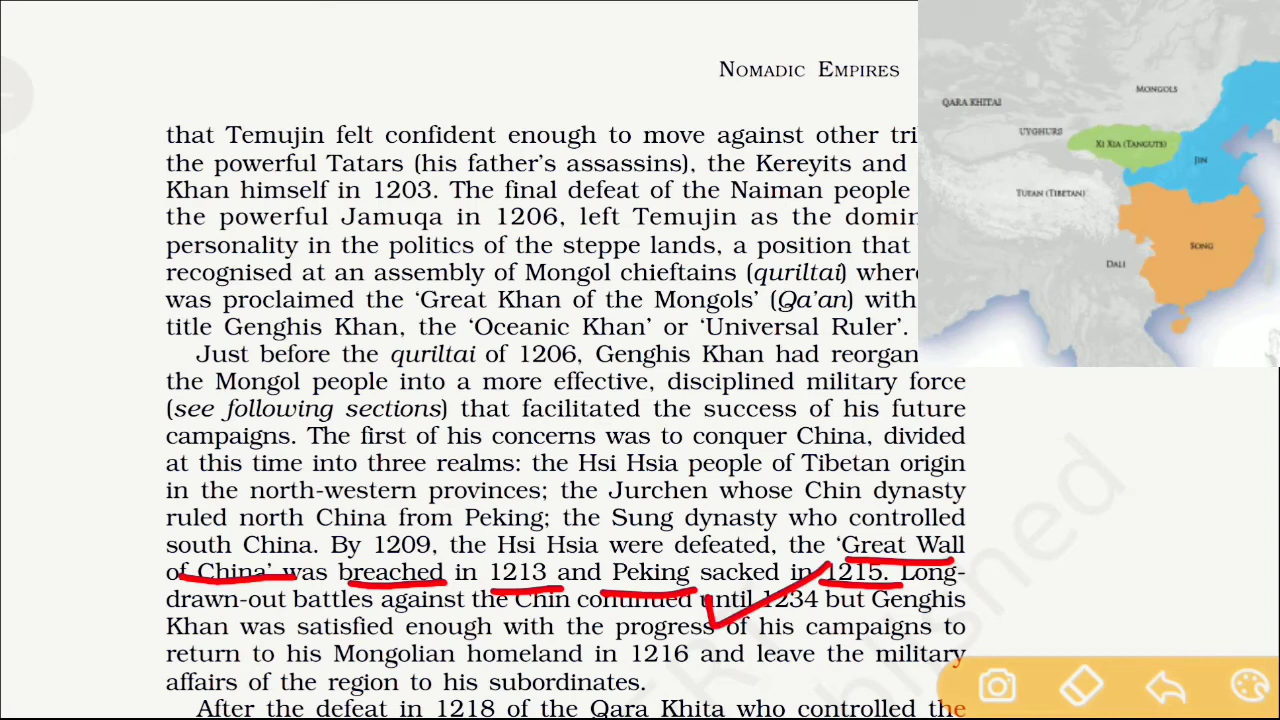 NOMADIC EMPIRES
that Temujin felt confident enough to move against other
the powerful Tatars (his father's assassins), the Kereyits and
Khan himself in 1203. The final defeat of the Naiman people
the powerful Jamuqa in 1206, left Temujin as the
personality in the politics of the steppe lands, a position that
recognised at an assembly of Mongol chieftains (quriltai)
was proclaimed the 'Great Khan of the Mongols' (Qa'an) with
title Genghis Khan, the 'Oceanic Khan' or 'Universal Ruler'.
Just before the quriltai of 1206, Genghis Khan had
the Mongol people into a more effective, disciplined military force
(see following sections) that facilitated the success of his future
campaigns. The first of his concerns was to conquer China, divided
at this time into three realms: the Hsi Hsia people of Tibetan origin
in the north-western provinces; the Jurchen whose Chin dynasty
ruled north China from Peking; the Sung dynasty who controlled
south China. By 1209, the Hsi Hsia were defeated, the 'Great Wall
of China' was breached in 1213 and Peking sacked in 1215. Long-
drawn-out battles against the Chin continued until 1234 but Genghis
Khan was satisfied enough with the progress of his campaigns to
return to his Mongolian homeland in 1216 and leave the military
affairs of the region to his subordinates.
After the defeat in 1218 of the Qara Khita who controlled the
MONGOLS
QARA KHITAI
UYGHURS
XI XIA (TANGUTS)
JIN
TUFAN (TIBETAN)
SONG
DALI